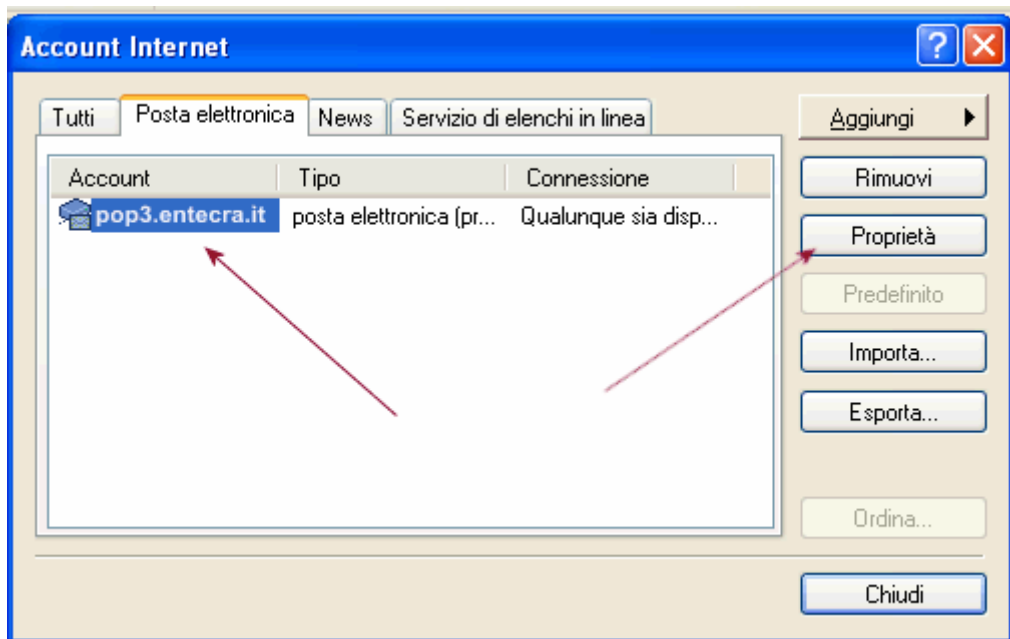 Account Internet
Tutti Posta elettronica News Servizio di elenchi in linea
Aggiungi
Account Tipo Connessione
Rimuovi
pop3.entecra.it posta elettronica (pr... Qualunque sia disp...
Proprietà
Predefinito
Importa...
Esporta...
Ordina...
Chiudi